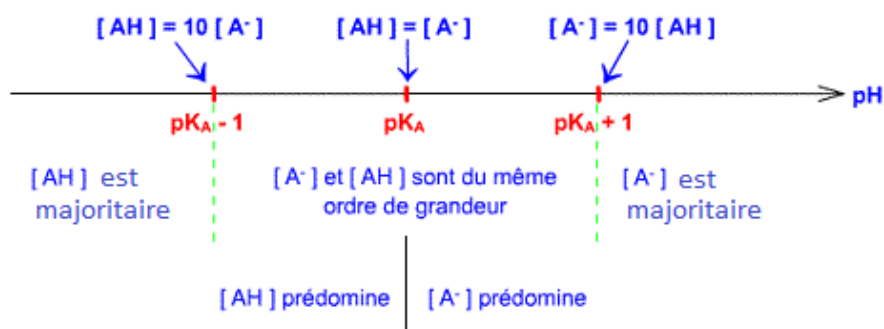 [ AH ] = 10 [ A⁻ ]
[ AH ] = [ A⁻ ]
[ A⁻ ] = 10 [ AH ]
pH
pKA - 1
pKA
pKA + 1
[ AH ] est
majoritaire
[ A⁻ ] et [ AH ] sont du même
ordre de grandeur
[ A⁻ ] est
majoritaire
[ AH ] prédomine
[ A⁻ ] prédomine